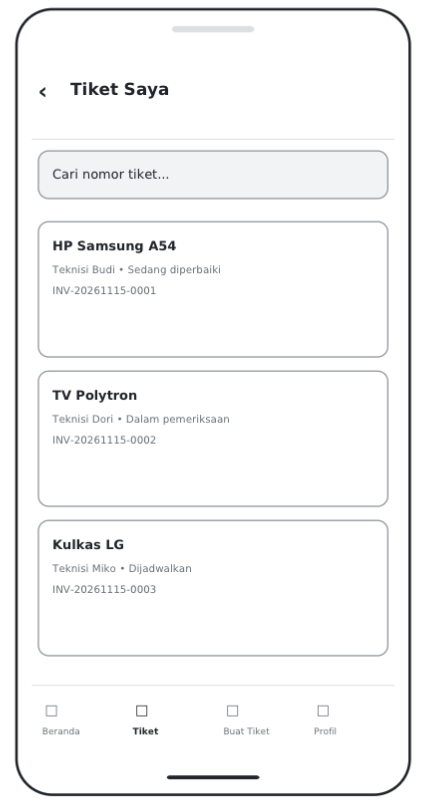 ‹ Tiket Saya
Cari nomor tiket...
HP Samsung A54
Teknisi Budi • Sedang diperbaiki
INV-20261115-0001
TV Polytron
Teknisi Dori • Dalam pemeriksaan
INV-20261115-0002
Kulkas LG
Teknisi Miko • Dijadwalkan
INV-20261115-0003
Beranda Tiket Buat Tiket Profil